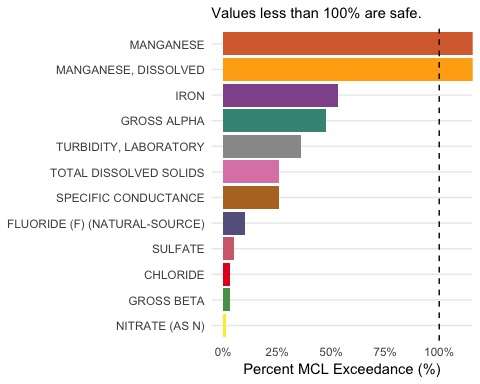 Values less than 100% are safe.
MANGANESE
MANGANESE, DISSOLVED
IRON
GROSS ALPHA
TURBIDITY, LABORATORY
TOTAL DISSOLVED SOLIDS
SPECIFIC CONDUCTANCE
FLUORIDE (F) (NATURAL-SOURCE)
SULFATE
CHLORIDE
GROSS BETA
NITRATE (AS N)
0% 25% 50% 75% 100%
Percent MCL Exceedance (%)